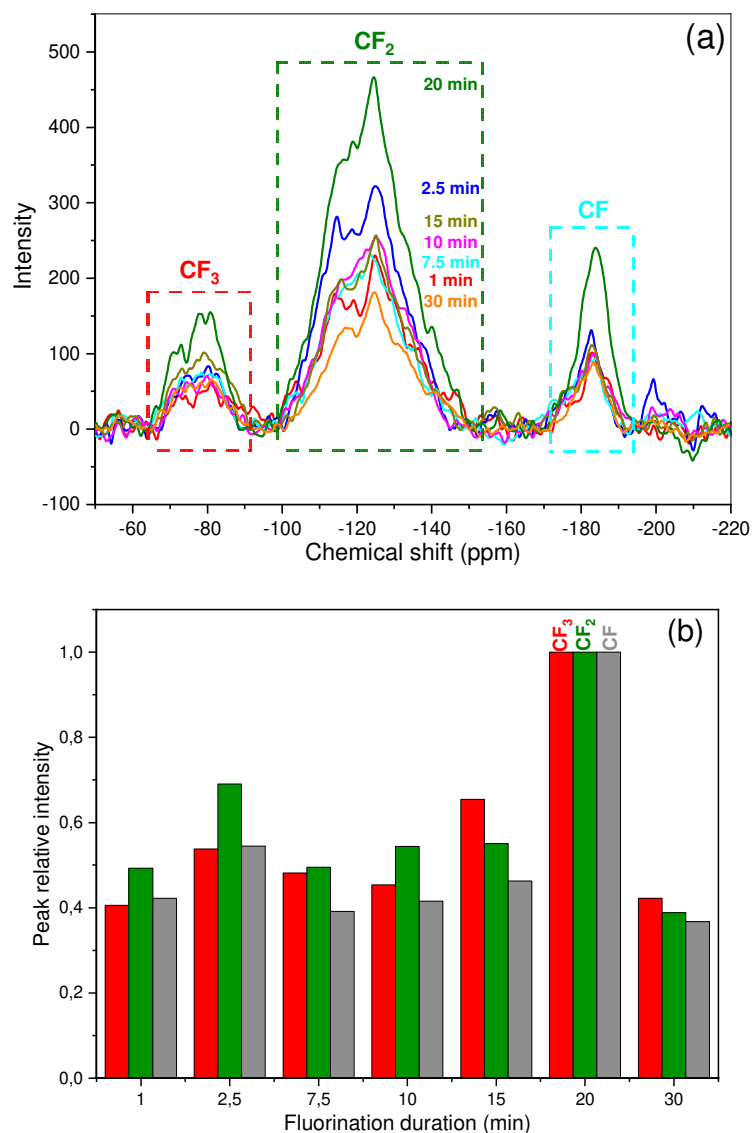 (a)
CF₂
500
20 min
400
300
2.5 min
15 min
CF
10 min
200
7.5 min
CF₃
1 min
30 min
100
0
-100
-60 -80 -100 -120 -140 -160 -180 -200 -220
Intensity
Chemical shift (ppm)
(b)
CF₃ CF₂ CF
1,0
0,8
0,6
0,4
0,2
0,0
1 2,5 7,5 10 15 20 30
Peak relative intensity
Fluorination duration (min)